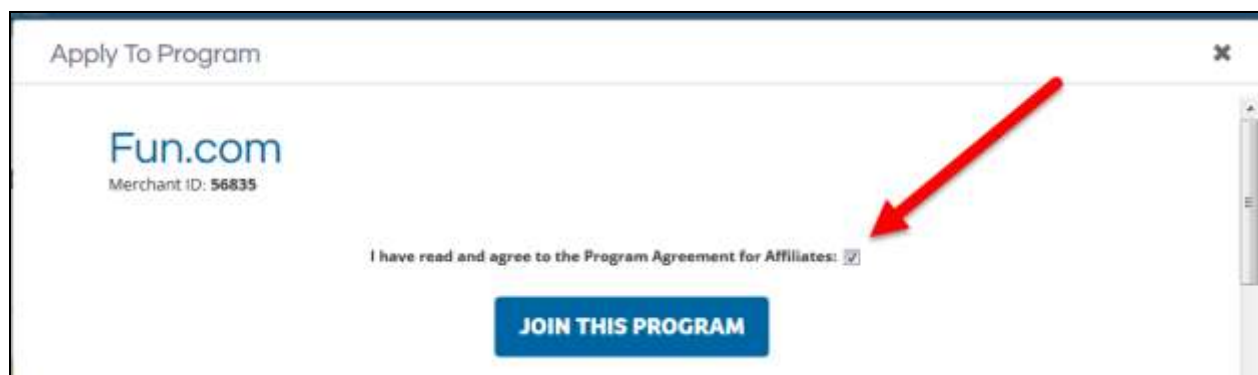 Apply To Program
Fun.com
Merchant ID: 56835
I have read and agree to the Program Agreement for Affiliates:
JOIN THIS PROGRAM